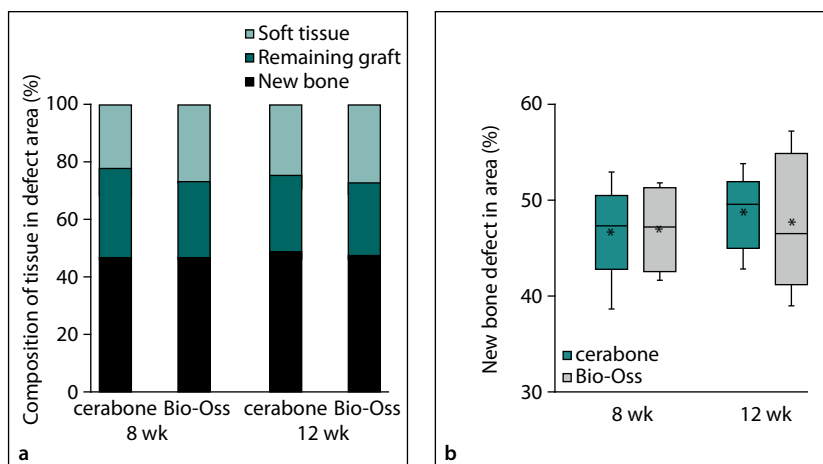 Soft tissue
Remaining graft
New bone
Composition of tissue in defect area (%)
100
80
60
40
20
0
cerabone Bio-Oss cerabone Bio-Oss
8 wk 12 wk
a
New bone defect in area (%)
60
50
40
30
* * * *
cerabone
Bio-Oss
8 wk 12 wk
b